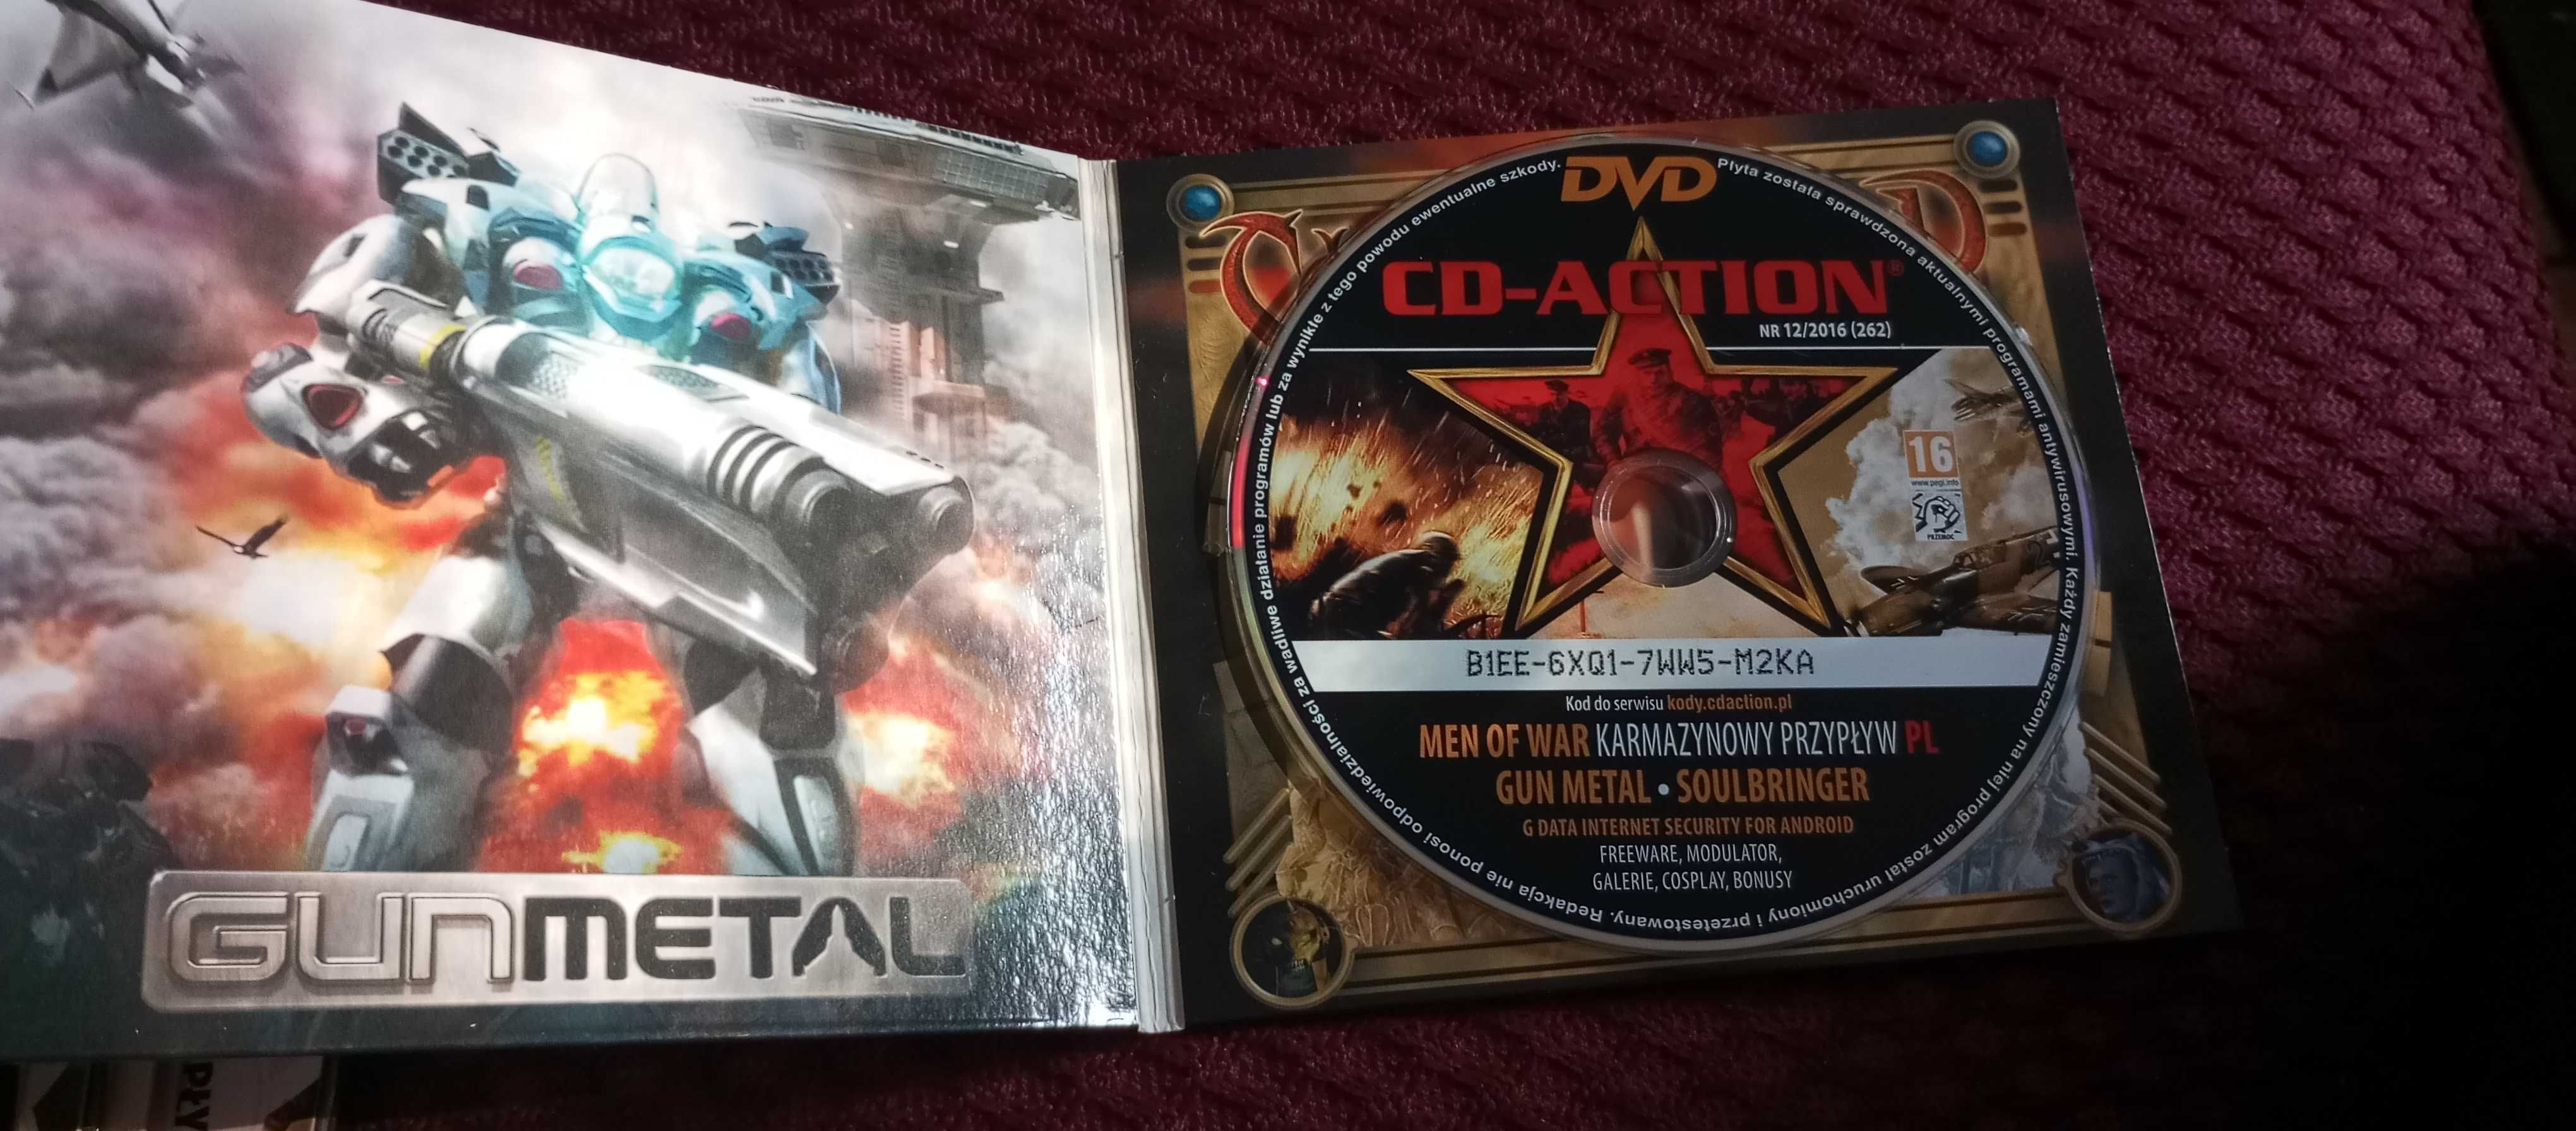 GUNMETAL
DVD
CD-ACTION®
NR 12/2016 (262)
16
www.pegi.info
PRZEMOC
B1EE-6XQ1-7WW5-M2KA
Kod do serwisu kody.cdaction.pl
MEN OF WAR KARMAZYNOWY PRZYPŁYW PL
GUN METAL • SOULBRINGER
G DATA INTERNET SECURITY FOR ANDROID
FREEWARE, MODULATOR,
GALERIE, COSPLAY, BONUSY
Płyta została sprawdzona aktualnymi programami antywirusowymi. Każdy zamieszczony na niej program został uruchomiony i przetestowany. Redakcja nie ponosi odpowiedzialności za wadliwe działanie programów lub za wynikłe z tego powodu ewentualne szkody.